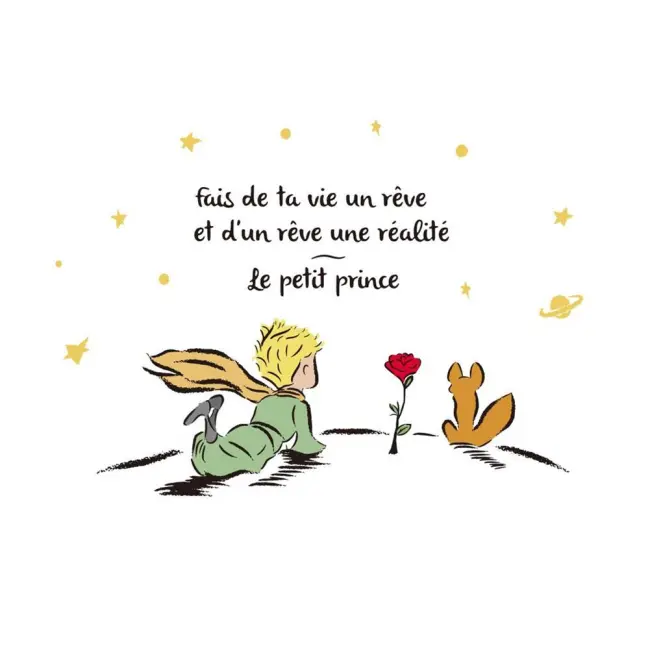 fais de ta vie un rêve
et d'un rêve une réalité
Le petit prince